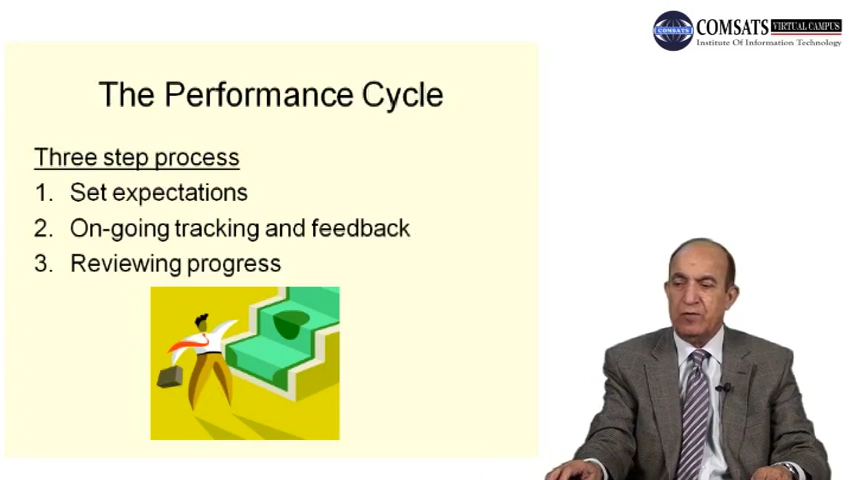 COMSATS VIRTUAL CAMPUS
Institute Of Information Technology
COMSATS
The Performance Cycle
Three step process
1. Set expectations
2. On-going tracking and feedback
3. Reviewing progress